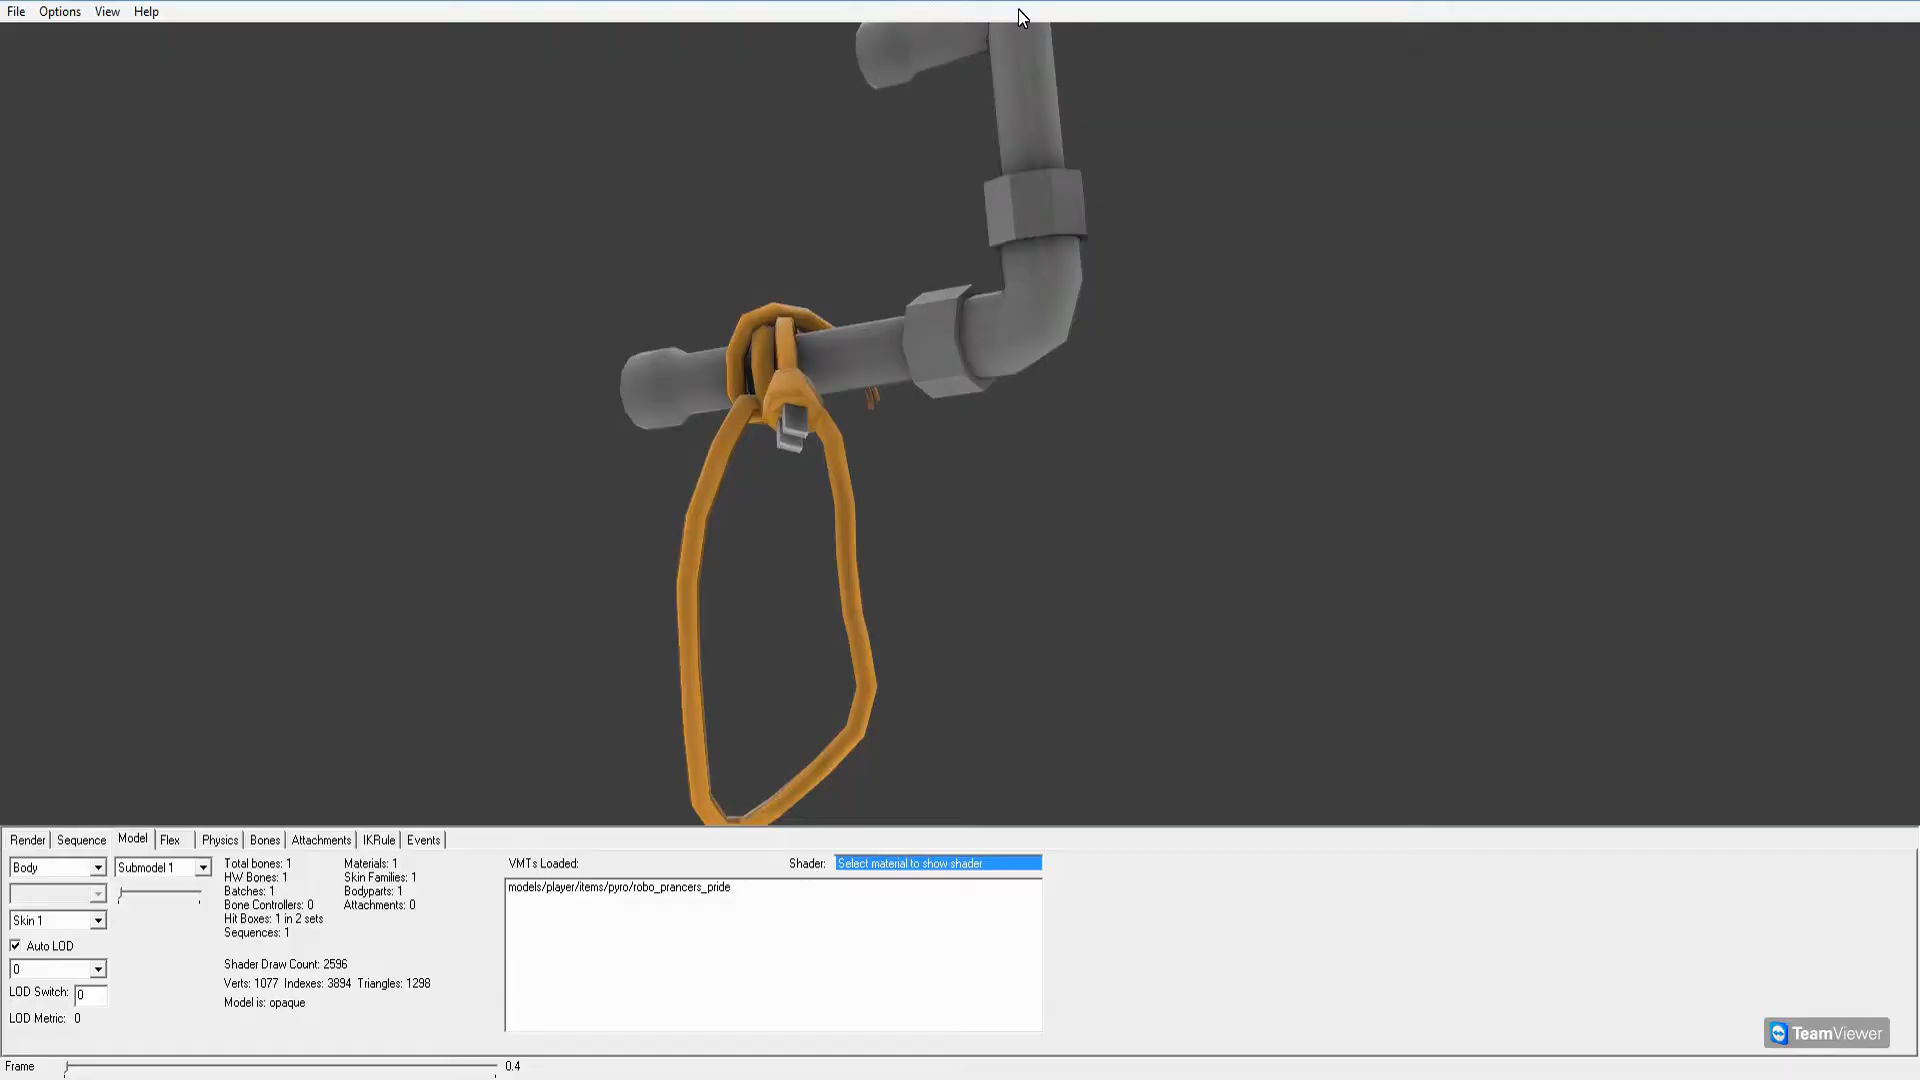 File Options View Help
Render Sequence Model Flex Physics Bones Attachments IKRule Events
Body Submodel 1
Skin 1
Auto LOD
0
LOD Switch: 0
LOD Metric: 0
Total bones: 1
HW Bones: 1
Batches: 1
Bone Controllers: 0
Hit Boxes: 1 in 2 sets
Sequences: 1
Materials: 1
Skin Families: 1
Bodyparts: 1
Attachments: 0
Shader Draw Count: 2596
Verts: 1077 Indexes: 3894 Triangles: 1298
Model is: opaque
VMTs Loaded: Shader: Select material to show shader
models/player/items/pyro/robo_prancers_pride
TeamViewer
Frame 0.4